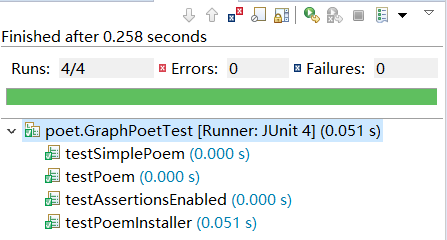 Finished after 0.258 seconds
Runs: 4/4 Errors: 0 Failures: 0
poet.GraphPoetTest [Runner: JUnit 4] (0.051 s)
testSimplePoem (0.000 s)
testPoem (0.000 s)
testAssertionsEnabled (0.000 s)
testPoemInstaller (0.051 s)